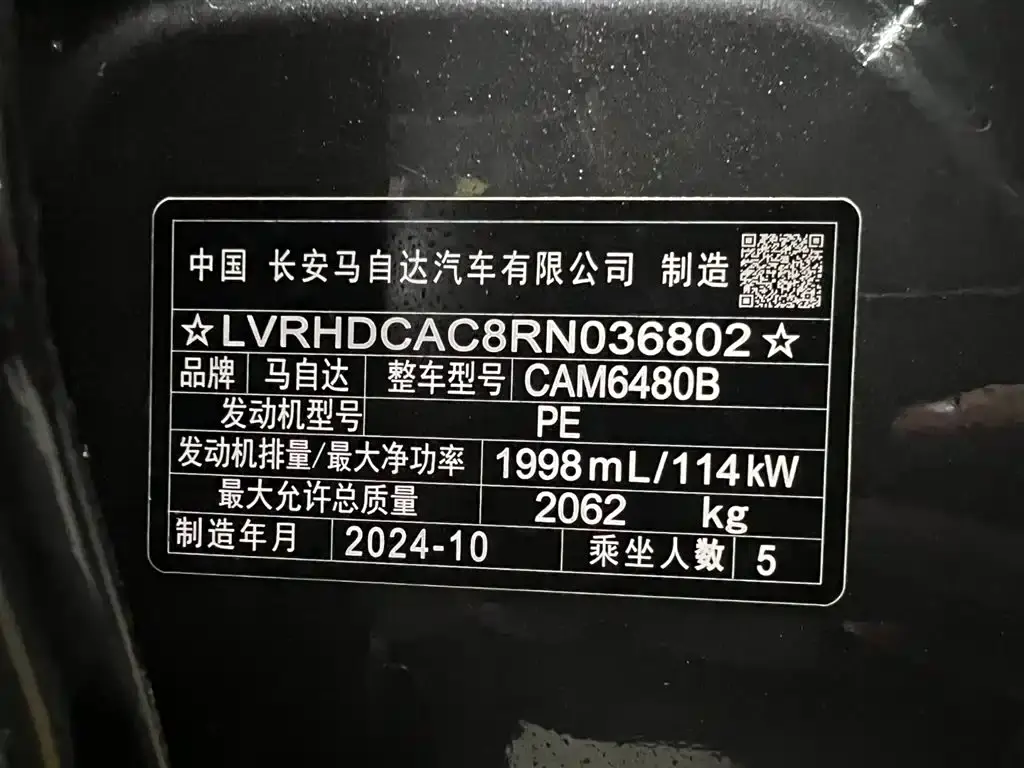 中国 长安马自达汽车有限公司 制造
☆LVRHDCAC8RN036802☆
品牌 马自达 整车型号 CAM6480B
发动机型号 PE
发动机排量/最大净功率 1998mL/114kW
最大允许总质量 2062 kg
制造年月 2024-10 乘坐人数 5